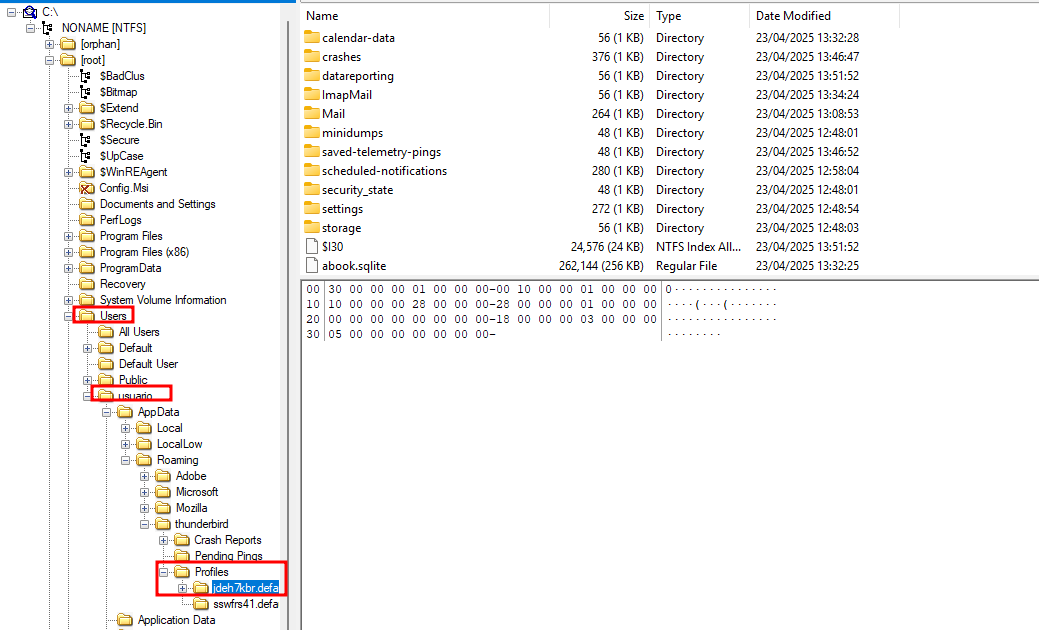 C:\
NONAME [NTFS]
[orphan]
[root]
$BadClus
$Bitmap
$Extend
$Recycle.Bin
$Secure
$UpCase
$WinREAgent
Config.Msi
Documents and Settings
PerfLogs
Program Files
Program Files (x86)
ProgramData
Recovery
System Volume Information
Users
All Users
Default
Default User
Public
usuario
AppData
Local
LocalLow
Roaming
Adobe
Microsoft
Mozilla
thunderbird
Crash Reports
Pending Pings
Profiles
jdeh7kbr.defa
sswfrs41.defa
Application Data
Name Size Type Date Modified
calendar-data 56 (1 KB) Directory 23/04/2025 13:32:28
crashes 376 (1 KB) Directory 23/04/2025 13:46:47
datareporting 56 (1 KB) Directory 23/04/2025 13:51:52
ImapMail 56 (1 KB) Directory 23/04/2025 13:34:24
Mail 264 (1 KB) Directory 23/04/2025 13:08:53
minidumps 48 (1 KB) Directory 23/04/2025 12:48:01
saved-telemetry-pings 48 (1 KB) Directory 23/04/2025 13:46:52
scheduled-notifications 280 (1 KB) Directory 23/04/2025 12:58:04
security_state 48 (1 KB) Directory 23/04/2025 12:48:01
settings 272 (1 KB) Directory 23/04/2025 12:48:54
storage 56 (1 KB) Directory 23/04/2025 12:48:03
$I30 24,576 (24 KB) NTFS Index All... 23/04/2025 13:51:52
abook.sqlite 262,144 (256 KB) Regular File 23/04/2025 13:32:25
00 30 00 00 00 01 00 00 00-00 10 00 00 01 00 00 00 0···············
10 10 00 00 00 28 00 00 00-28 00 00 00 01 00 00 00 ····(···(·······
20 00 00 00 00 00 00 00 00-18 00 00 00 03 00 00 00 ················
30 05 00 00 00 00 00 00 00- ········